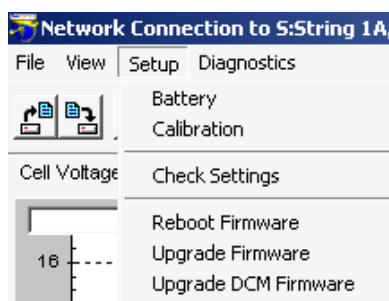 Network Connection to S:String 1A,
File View Setup Diagnostics
Battery
Calibration
Cell Voltage
Check Settings
Reboot Firmware
16
Upgrade Firmware
Upgrade DCM Firmware